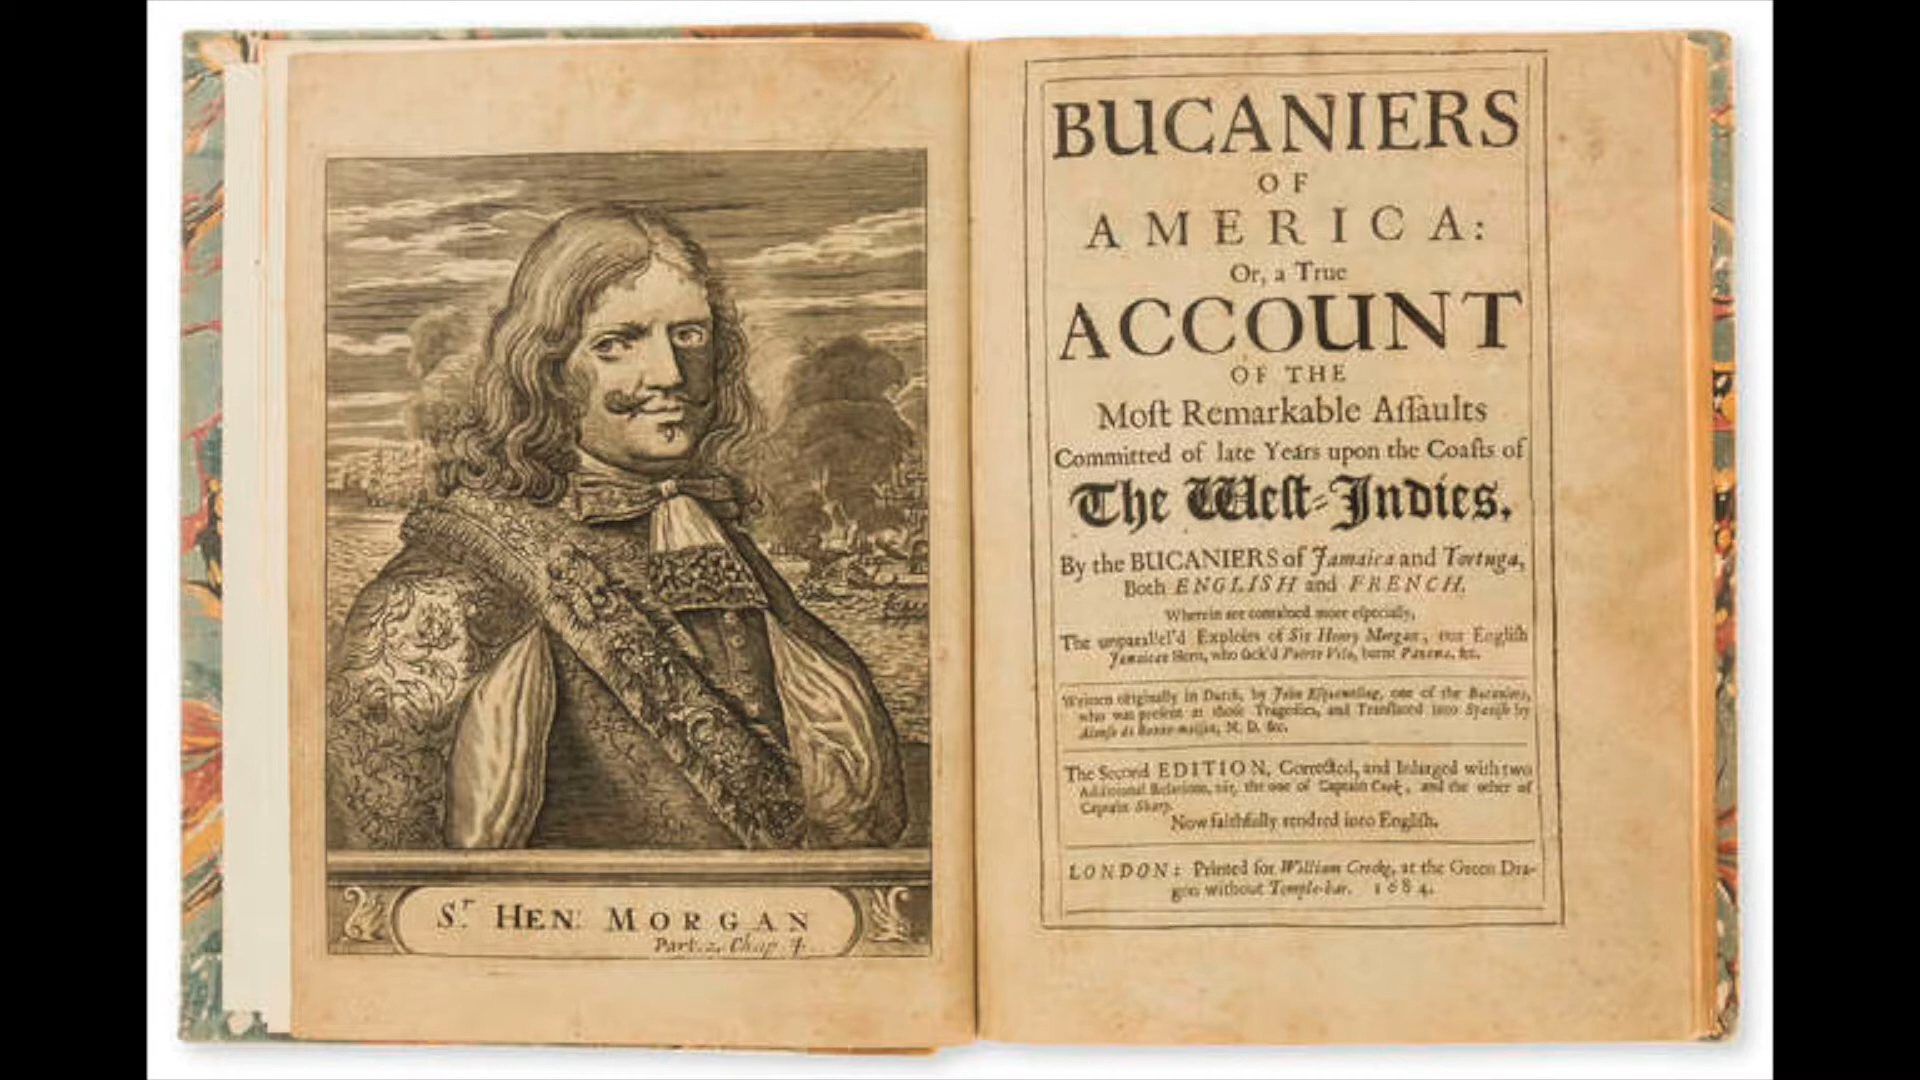 Sr. HEN: MORGAN
Part. 2. Chap. 4.
BUCANIERS
OF
AMERICA:
Or, a True
ACCOUNT
OF THE
Moſt Remarkable Aſſaults
Committed of late Years upon the Coaſts of
The Weſt-Indies,
By the BUCANIERS of Jamaica and Tortuga,
Both ENGLISH and FRENCH.
Wherein are contained more eſpecially,
The unparallel'd Exploits of Sir Henry Morgan, our Engliſh
Jamaican Hero, who ſack'd Puerto Velo, burnt Panama, &c.
Written originally in Dutch, by John one of the Bucaniers,
who was preſent at thoſe Tragedies, and Tranſlated into Spaniſh by
Alonſo de M. D. &c.
The Second EDITION, Corrected, and Inlarged with two
Additional Relations, viz. the one of Captain Cook, and the other of
Captain Sharp.
Now faithfully rendred into Engliſh.
LONDON: Printed for William Crooke, at the Green Dra-
gon without Temple-bar. 1684.